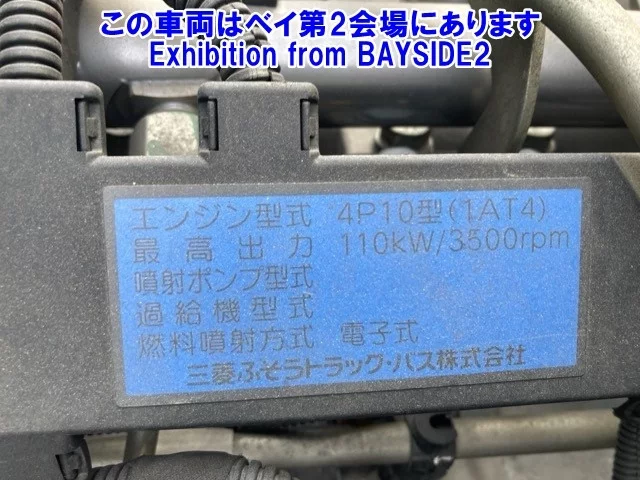 この車両はベイ第2会場にあります
Exhibition from BAYSIDE2
エンジン型式 4P10型(1AT4)
最高出力 110kW/3500rpm
噴射ポンプ型式
過給機型式
燃料噴射方式 電子式
三菱ふそうトラック・バス株式会社